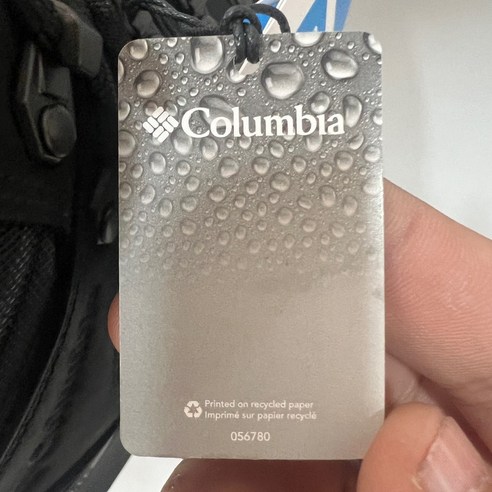 Columbia
Printed on recycled paper
Imprimé sur papier recyclé
056780